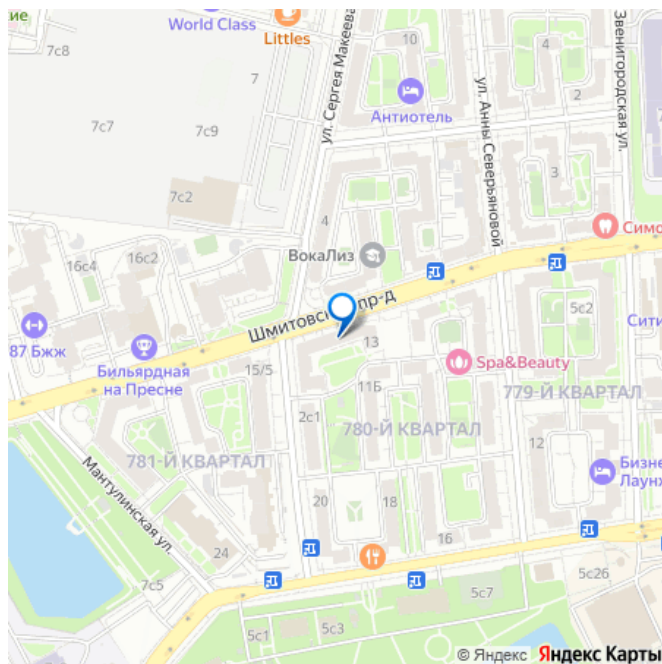 ие
7с8
World Class
Littles
7
7с7
7с9
7с2
ул. Сергея Макеева
10
Антиотель
ул. Анны Северьяновой
4
2
Звенигородская ул.
3
4
ВокаЛиз
Симо
16с4
16с2
Шмитовский пр-д
5с2
87 Бжж
Бильярдная
на Пресне
13
Сити
15/5
Spa&Beauty
11Б
779-Й КВАРТАЛ
2с1
780-Й КВАРТАЛ
781-Й КВАРТАЛ
12
Бизне
Лаунж
Мантулинская ул.
20
18
16
24
7с5
5с7
5с26
5с3
5с1
© Яндекс Яндекс Карты